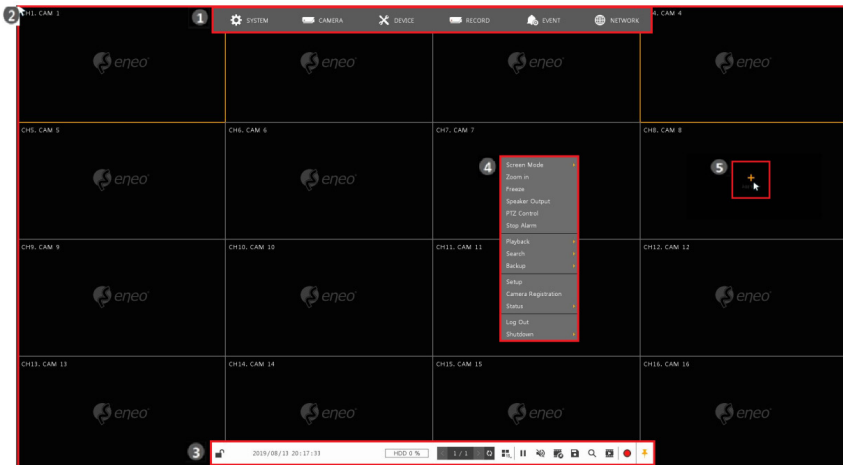 2
CH1. CAM 1
1
SYSTEM
CAMERA
DEVICE
RECORD
EVENT
NETWORK
4. CAM 4
eneo
eneo
eneo
eneo
CH5. CAM 5
CH6. CAM 6
CH7. CAM 7
CH8. CAM 8
eneo
eneo
4
Screen Mode
Zoom in
Freeze
Speaker Output
PTZ Control
Stop Alarm
Playback
Search
Backup
Setup
Camera Registration
Status
Log Out
Shutdown
5
CH9. CAM 9
CH10. CAM 10
CH11. CAM 11
CH12. CAM 12
eneo
eneo
eneo
CH13. CAM 13
CH14. CAM 14
CH15. CAM 15
CH16. CAM 16
eneo
eneo
eneo
eneo
3
2019/08/13 20:17:33
HDD 0 %
1 / 1